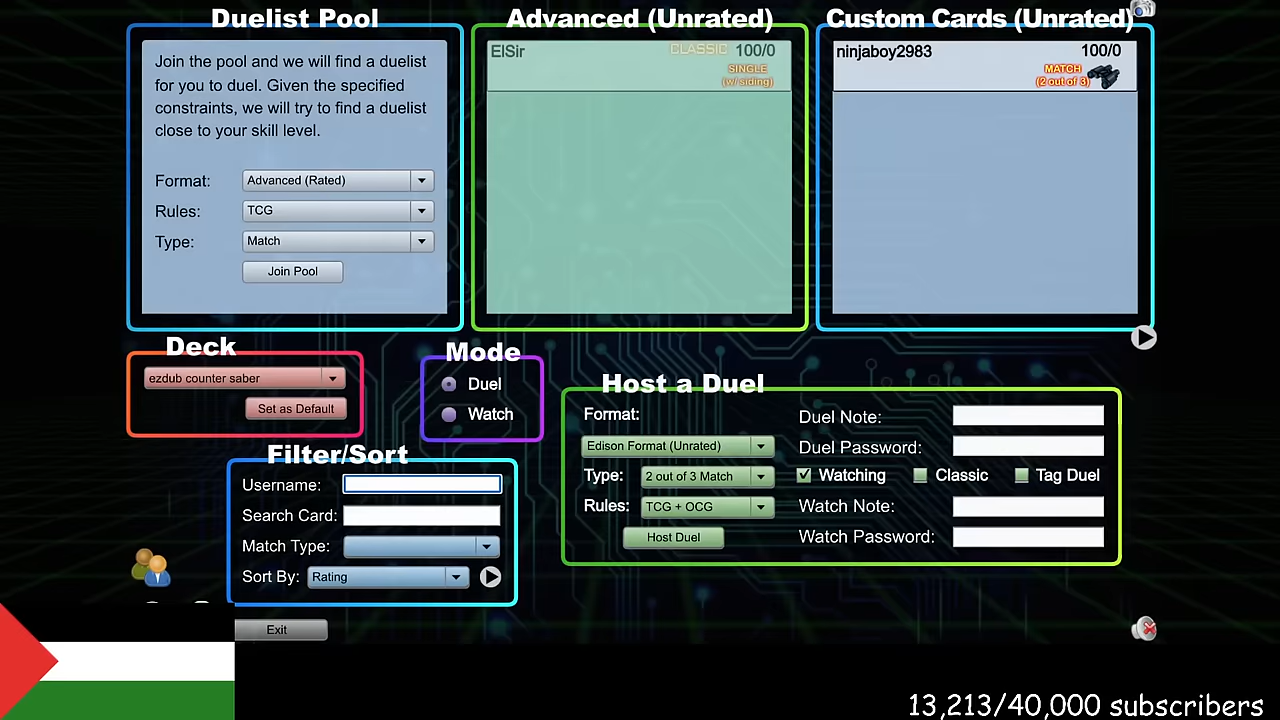 Duelist Pool
Join the pool and we will find a duelist
for you to duel. Given the specified
constraints, we will try to find a duelist
close to your skill level.
Format: Advanced (Rated)
Rules: TCG
Type: Match
Join Pool
Advanced (Unrated)
ElSir CLASSIC 100/0
SINGLE
(w/ siding)
Custom Cards (Unrated)
ninjaboy2983 100/0
MATCH
(2 out of 3)
Deck
ezdub counter saber
Set as Default
Mode
Duel
Watch
Filter/Sort
Username:
Search Card:
Match Type:
Sort By: Rating
Host a Duel
Format:
Edison Format (Unrated)
Type: 2 out of 3 Match
Rules: TCG + OCG
Host Duel
Duel Note:
Duel Password:
Watching Classic Tag Duel
Watch Note:
Watch Password:
Exit
13,213/40,000 subscribers